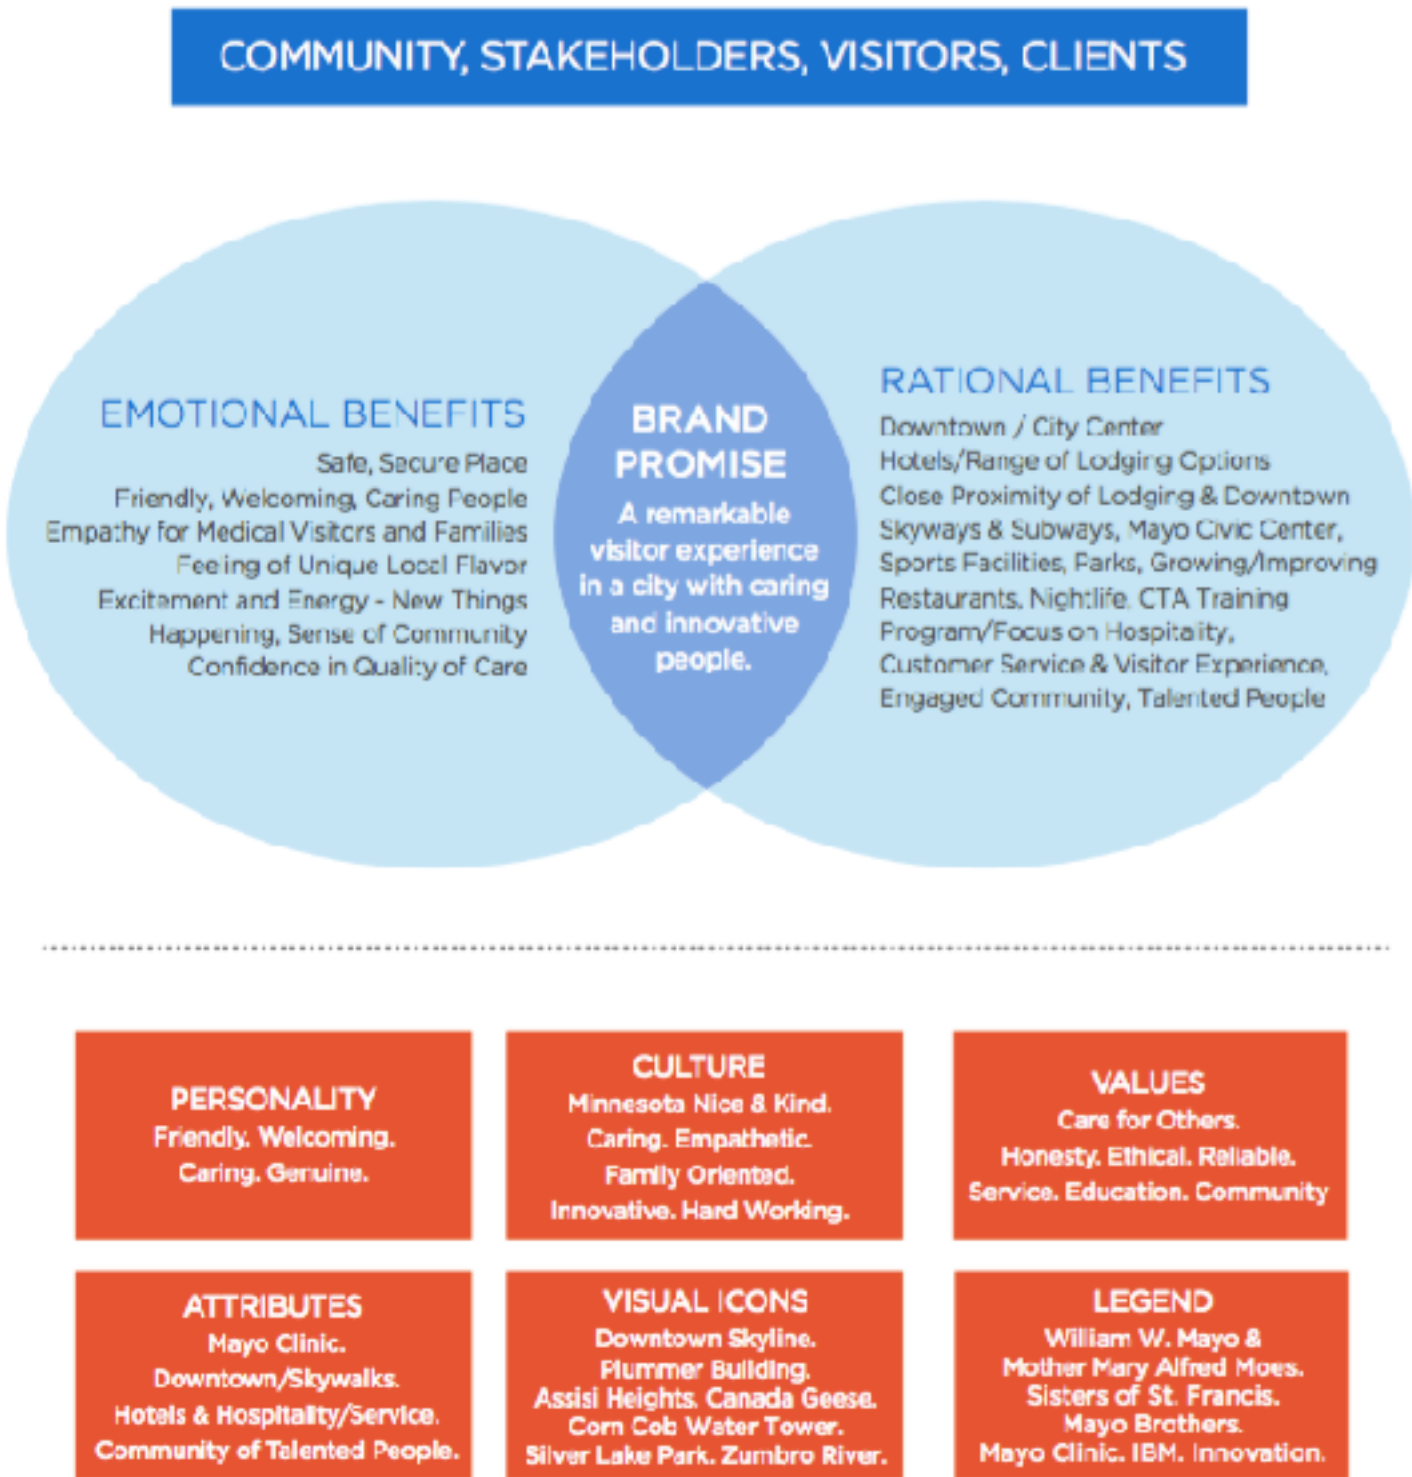 COMMUNITY, STAKEHOLDERS, VISITORS, CLIENTS
EMOTIONAL BENEFITS
Safe, Secure Place
Friendly, Welcoming, Caring People
Empathy for Medical Visitors and Families
Feeling of Unique Local Flavor
Excitement and Energy - New Things
Happening, Sense of Community
Confidence in Quality of Care
BRAND
PROMISE
A remarkable
visitor experience
in a city with caring
and innovative
people.
RATIONAL BENEFITS
Downtown / City Center
Hotels/Range of Lodging Options
Close Proximity of Lodging & Downtown
Skyways & Subways, Mayo Civic Center,
Sports Facilities, Parks, Growing/Improving
Restaurants, Nightlife, CTA Training
Program/Focus on Hospitality,
Customer Service & Visitor Experience,
Engaged Community, Talented People
PERSONALITY
Friendly. Welcoming.
Caring. Genuine.
CULTURE
Minnesota Nice & Kind.
Caring. Empathetic.
Family Oriented.
Innovative. Hard Working.
VALUES
Care for Others.
Honesty. Ethical. Reliable.
Service. Education. Community
ATTRIBUTES
Mayo Clinic.
Downtown/Skywalks.
Hotels & Hospitality/Service.
Community of Talented People.
VISUAL ICONS
Downtown Skyline.
Plummer Building.
Assisi Heights. Canada Geese.
Corn Cob Water Tower.
Silver Lake Park. Zumbro River.
LEGEND
William W. Mayo &
Mother Mary Alfred Moes.
Sisters of St. Francis.
Mayo Brothers.
Mayo Clinic. IBM. Innovation.